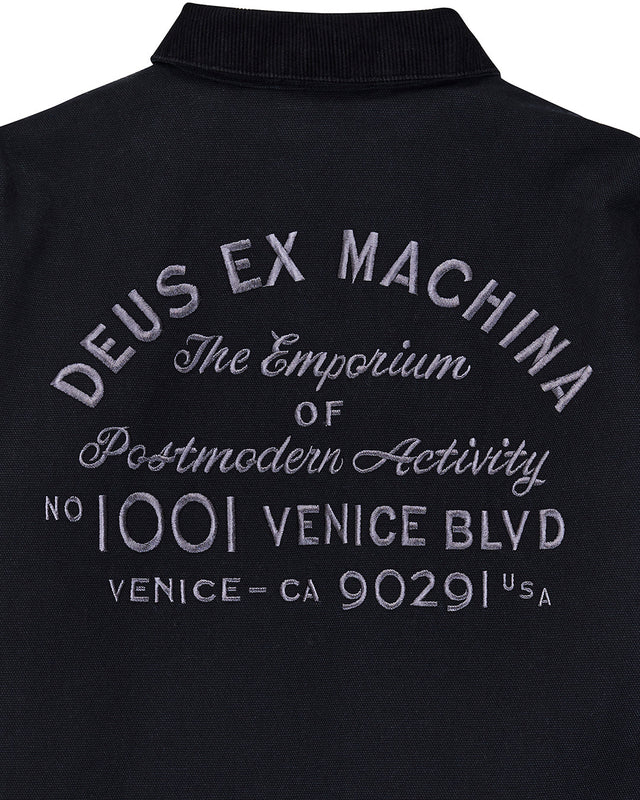 DEUS EX MACHINA
The Emporium
OF
Postmodern Activity
NO 1001 VENICE BLVD
VENICE - CA 90291 USA